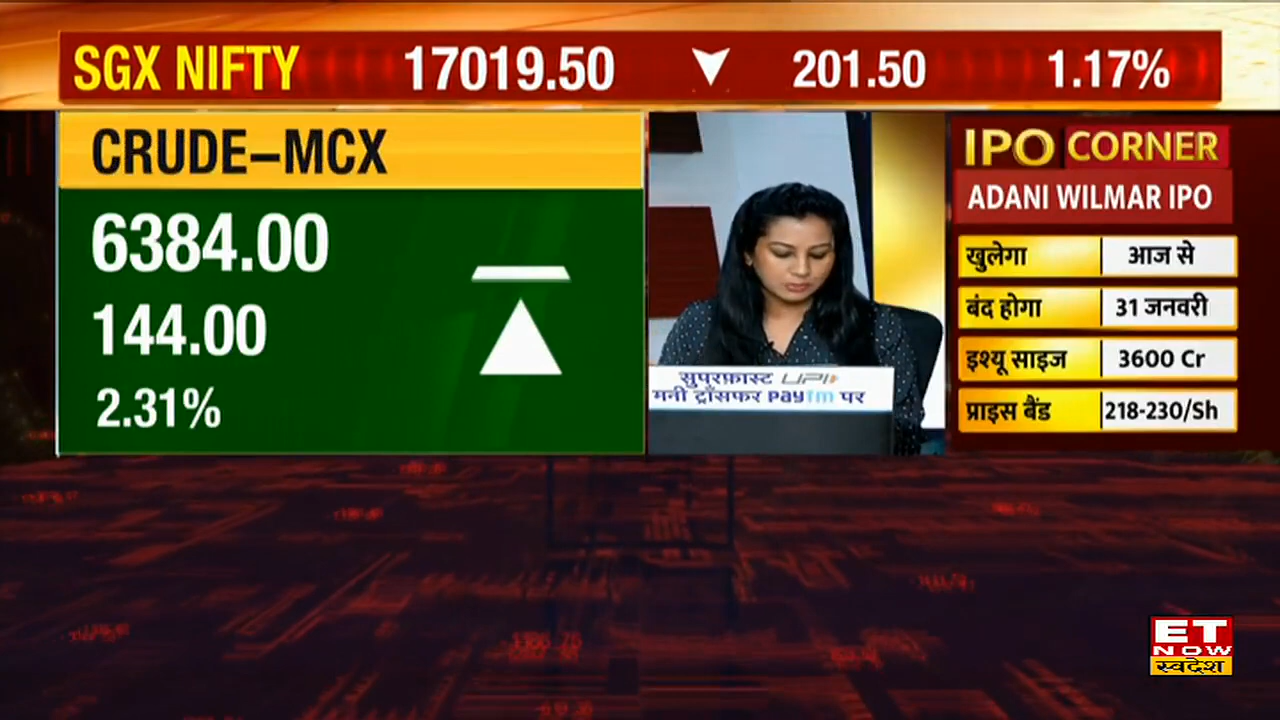 SGX NIFTY 17019.50 201.50 1.17%
CRUDE–MCX
6384.00
144.00
2.31%
सुपरफ़ास्ट UPI
मनी ट्राँसफर paytm पर
IPO CORNER
ADANI WILMAR IPO
खुलेगा आज से
बंद होगा 31 जनवरी
इश्यू साइज 3600 Cr
प्राइस बैंड 218-230/Sh
ET
NOW
स्वदेश